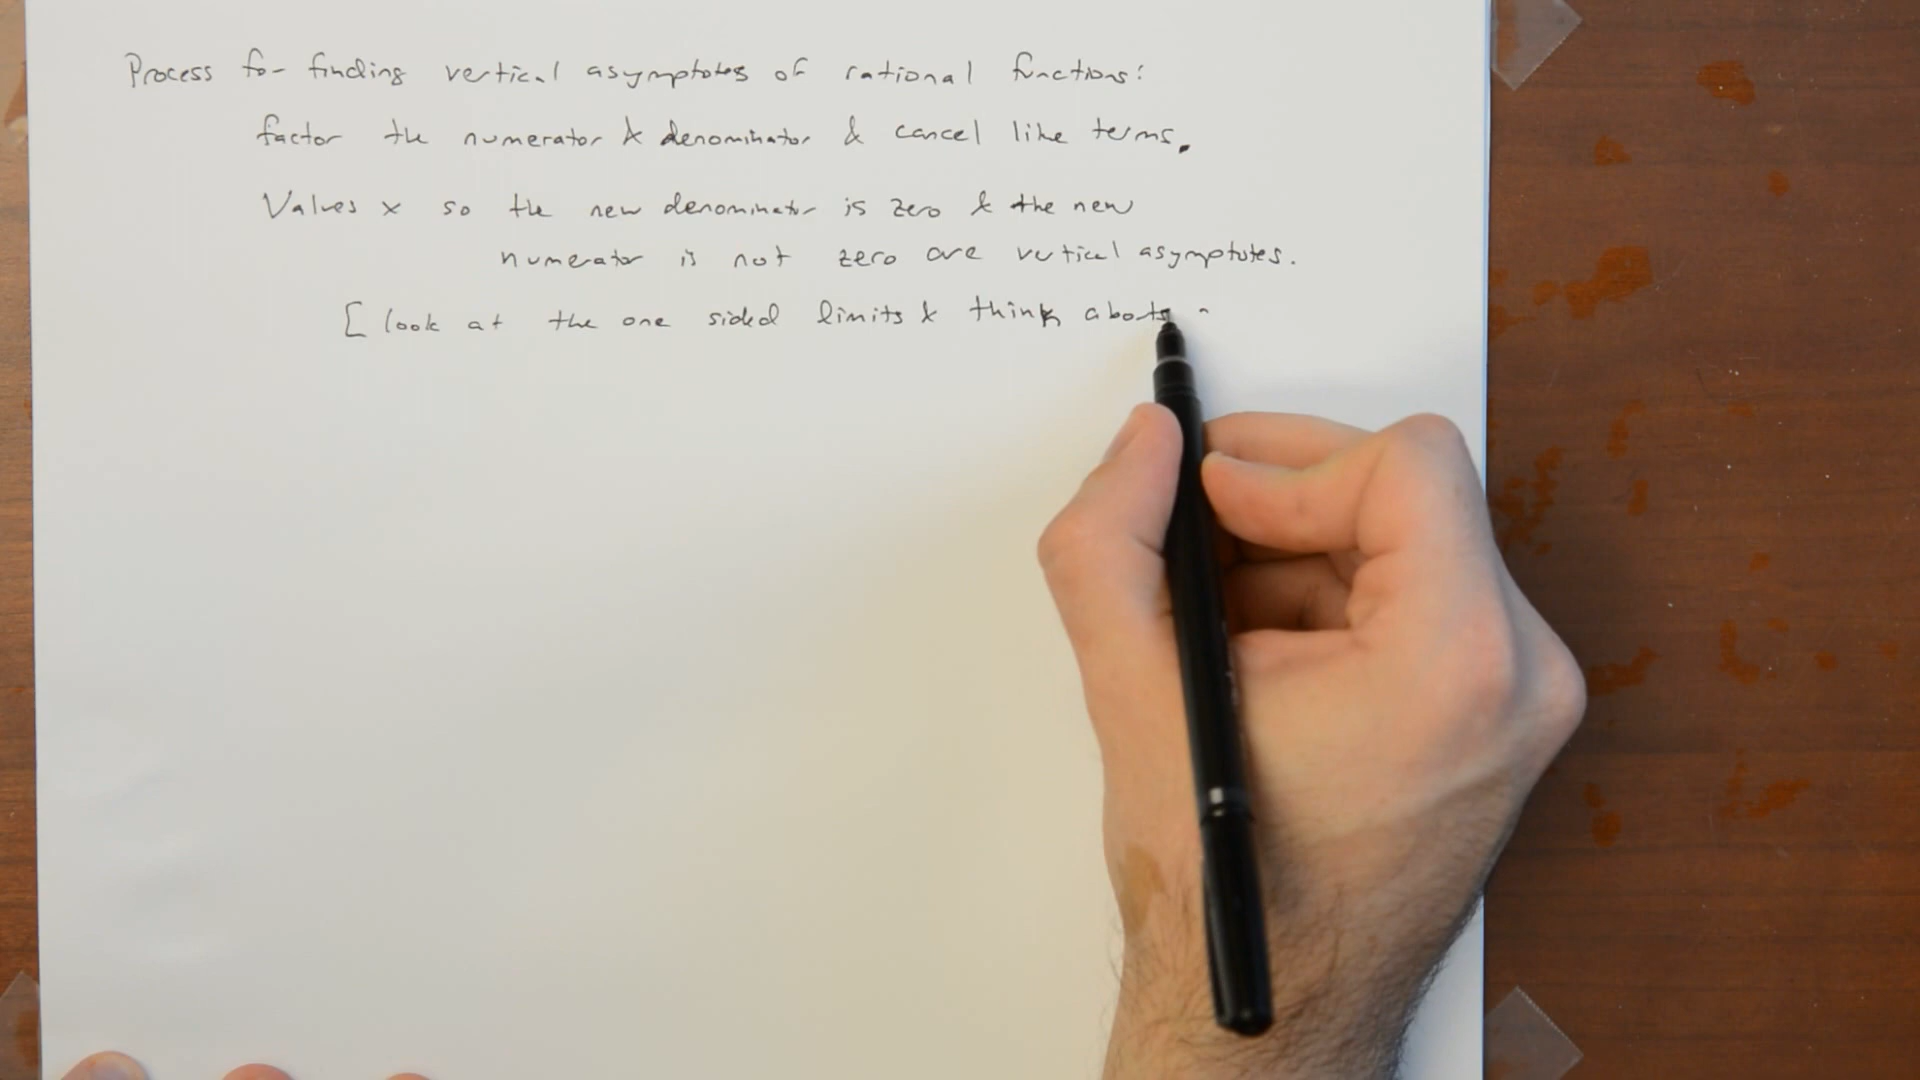 Process for finding vertical asymptotes of rational functions:
factor the numerator & denominator & cancel like terms.
Values x so the new denominator is zero & the new
numerator is not zero are vertical asymptotes.
[look at the one sided limits & think about